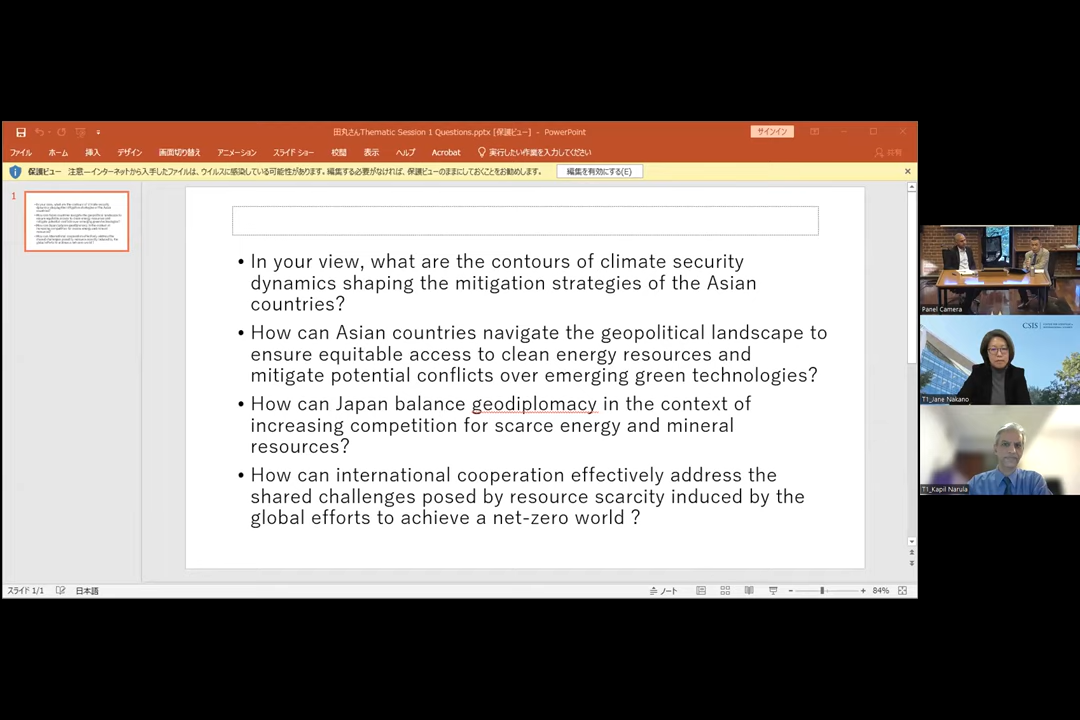 田丸さんThematic Session 1 Questions.pptx [保護ビュー] - PowerPoint
サインイン
ファイル ホーム 挿入 デザイン 画面切り替え アニメーション スライド ショー 校閲 表示 ヘルプ Acrobat 実行したい作業を入力してください 共有
保護ビュー 注意—インターネットから入手したファイルは、ウイルスに感染している可能性があります。編集する必要がなければ、保護ビューのままにしておくことをお勧めします。 編集を有効にする(E)
1
• In your view, what are the contours of climate security
dynamics shaping the mitigation strategies of the Asian
countries?
• How can Asian countries navigate the geopolitical landscape to
ensure equitable access to clean energy resources and
mitigate potential conflicts over emerging green technologies?
• How can Japan balance geodiplomacy in the context of
increasing competition for scarce energy and mineral
resources?
• How can international cooperation effectively address the
shared challenges posed by resource scarcity induced by the
global efforts to achieve a net-zero world ?
Panel Camera
CSIS
T1_Jane Nakano
T1_Kapil Narula
スライド 1/1 日本語 ノート 84%